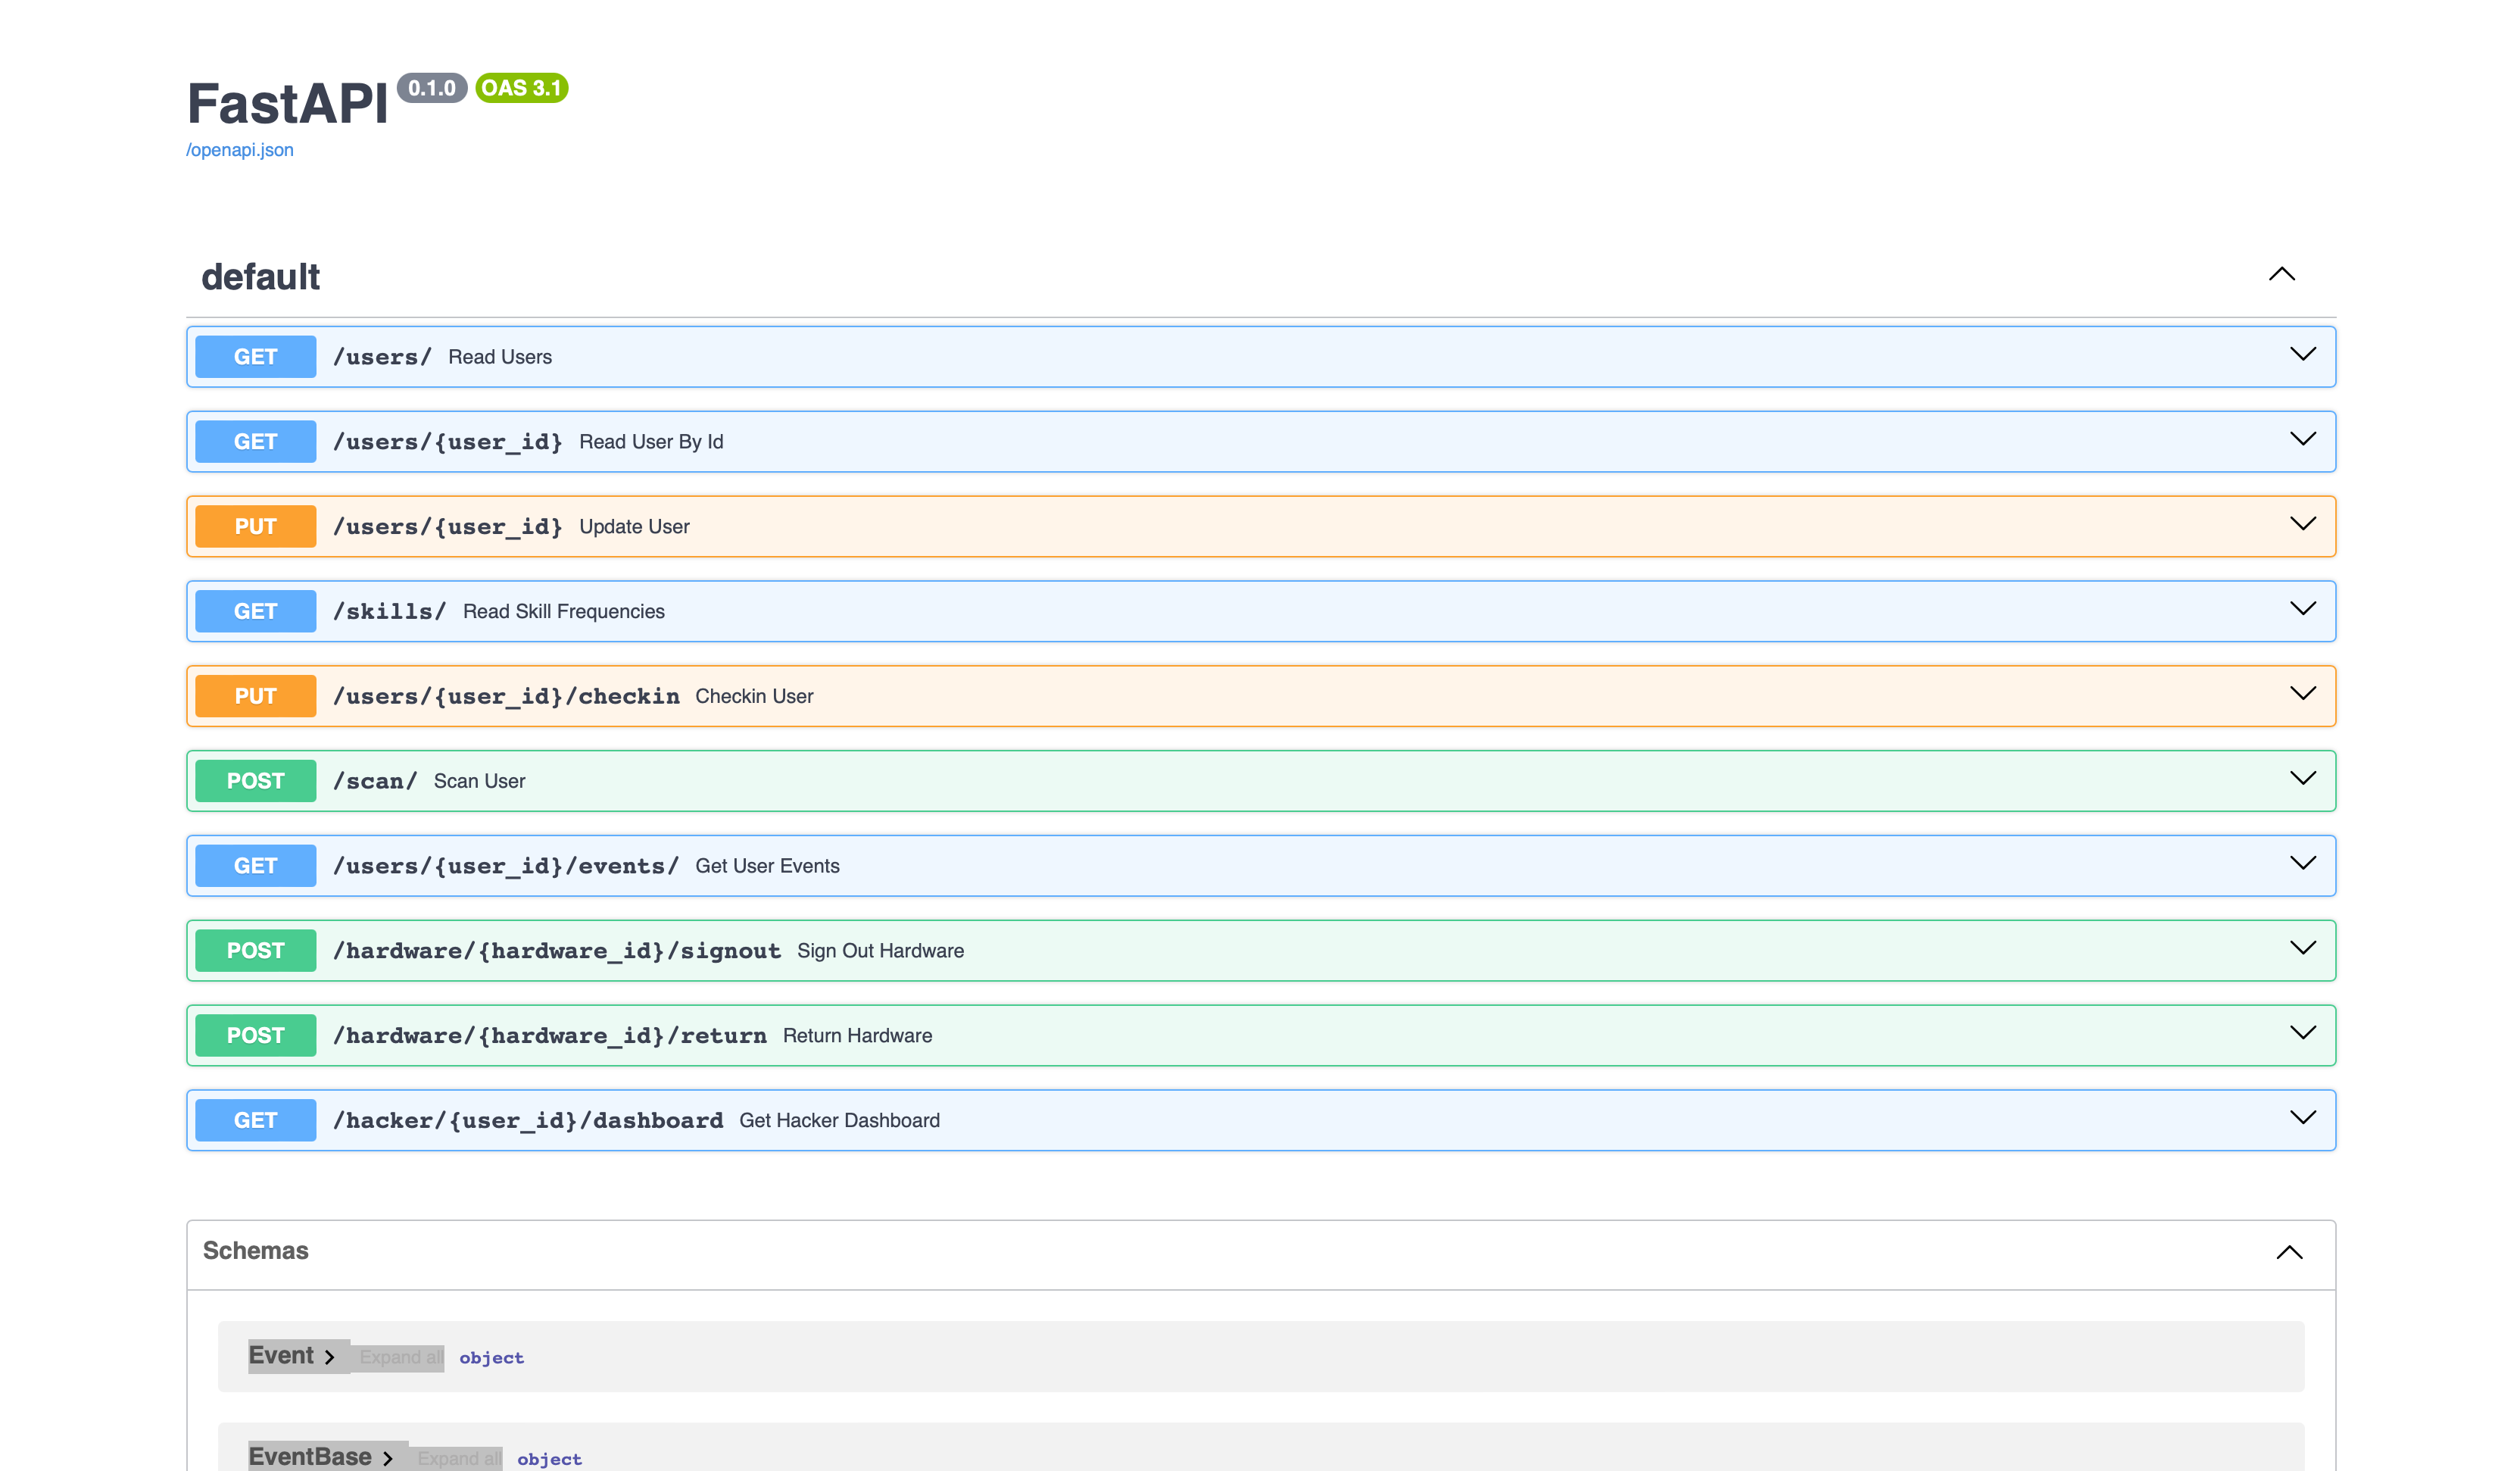 FastAPI 0.1.0 OAS 3.1
/openapi.json
default
GET /users/ Read Users
GET /users/{user_id} Read User By Id
PUT /users/{user_id} Update User
GET /skills/ Read Skill Frequencies
PUT /users/{user_id}/checkin Checkin User
POST /scan/ Scan User
GET /users/{user_id}/events/ Get User Events
POST /hardware/{hardware_id}/signout Sign Out Hardware
POST /hardware/{hardware_id}/return Return Hardware
GET /hacker/{user_id}/dashboard Get Hacker Dashboard
Schemas
Event Expand all object
EventBase Expand all object